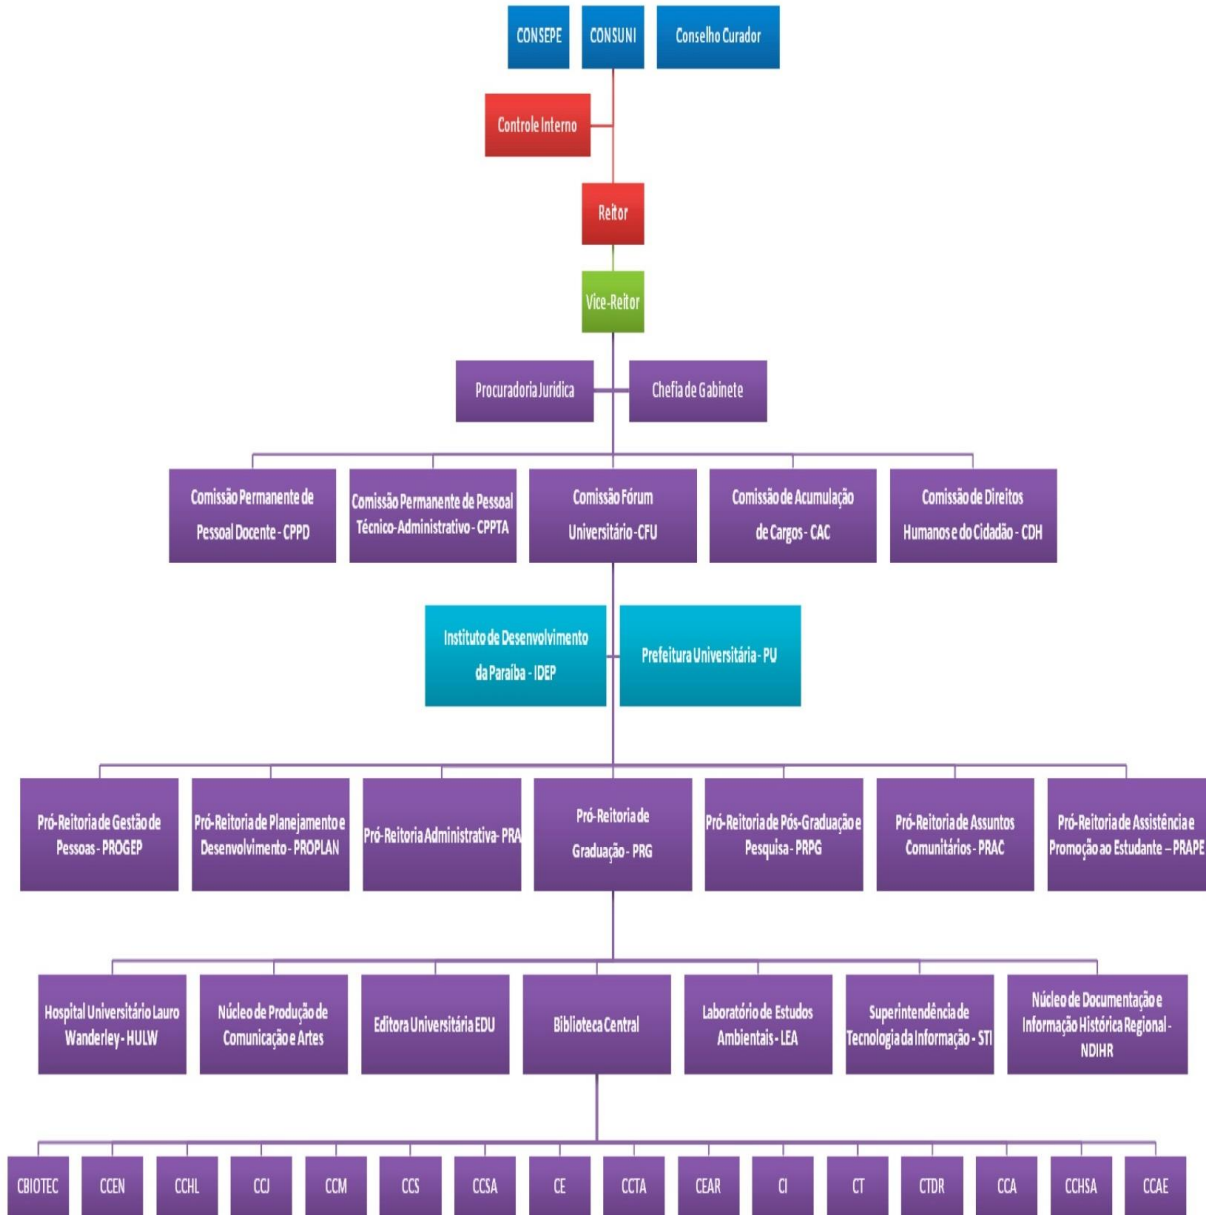 CONSEPE
CONSUNI
Conselho Curador
Controle Interno
Reitor
Vice-Reitor
Procuradoria Jurídica
Chefia de Gabinete
Comissão Permanente de
Pessoal Docente - CPPD
Comissão Permanente de Pessoal
Técnico-Administrativo - CPPTA
Comissão Fórum
Universitário -CFU
Comissão de Acumulação
de Cargos - CAC
Comissão de Direitos
Humanos e do Cidadão - CDH
Instituto de Desenvolvimento
da Paraíba - IDEP
Prefeitura Universitária - PU
Pró-Reitoria de Gestão de
Pessoas - PROGEP
Pró-Reitoria de Planejamento e
Desenvolvimento - PROPLAN
Pró-Reitoria Administrativa- PRA
Pró-Reitoria de
Graduação - PRG
Pró-Reitoria de Pós-Graduação e
Pesquisa - PRPG
Pró-Reitoria de Assuntos
Comunitários - PRAC
Pró-Reitoria de Assistência e
Promoção ao Estudante – PRAPE
Hospital Universitário Lauro
Wanderley - HULW
Núcleo de Produção de
Comunicação e Artes
Editora Universitária EDU
Biblioteca Central
Laboratório de Estudos
Ambientais - LEA
Superintendência de
Tecnologia da Informação - STI
Núcleo de Documentação e
Informação Histórica Regional -
NDIHR
CBIOTEC
CCEN
CCHL
CCJ
CCM
CCS
CCSA
CE
CCTA
CEAR
CI
CT
CTDR
CCA
CCHSA
CCAE